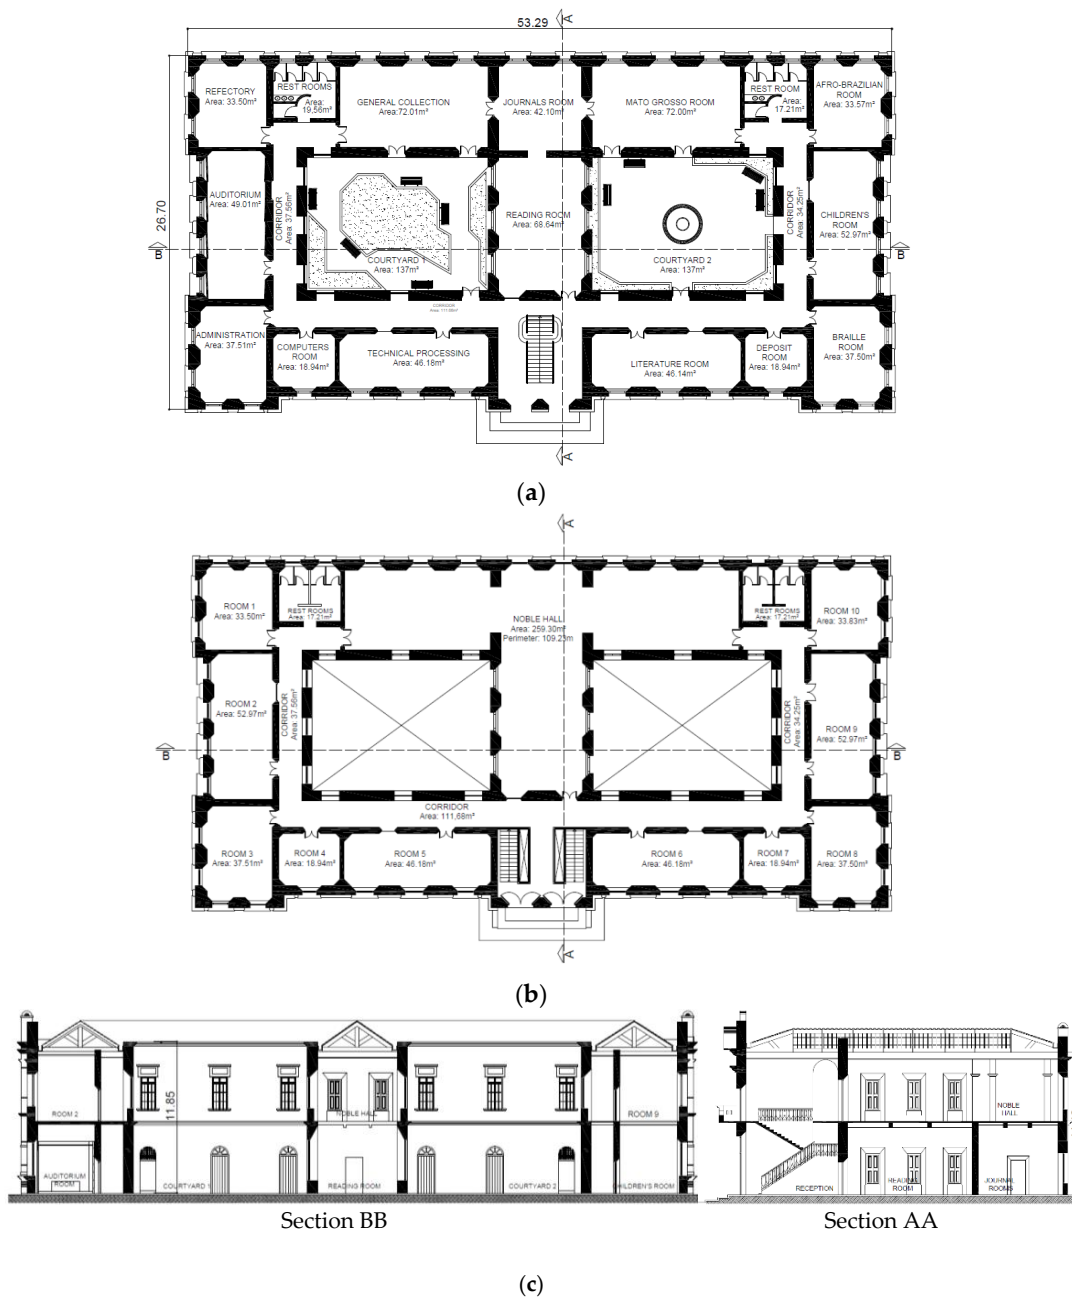 A
53.29
REFECTORY
Area: 33.50m²
REST ROOMS
Area:
19,56m²
GENERAL COLLECTION
Area:72.01m²
JOURNALS ROOM
Area: 42.10m²
MATO GROSSO ROOM
Area: 72.00m²
REST ROOM
Area:
17.21m²
AFRO-BRAZILIAN
ROOM
Area: 33.57m²
26.70
AUDITORIUM
Area: 49.01m²
CORRIDOR
Area: 37.56m²
READING ROOM
Area: 68.64m²
CORRIDOR
Area: 34.25m²
CHILDREN'S
ROOM
Area: 52.97m²
B
B
COURTYARD 1
Area: 137m²
COURTYARD 2
Area: 137m²
CORRIDOR
ADMINISTRATION
Area: 37.51m²
COMPUTERS
ROOM
Area: 18.94m²
TECHNICAL PROCESSING
Area: 46.18m²
LITERATURE ROOM
Area: 46.14m²
DEPOSIT
ROOM
Area: 18.94m²
BRAILLE
ROOM
Area: 37.50m²
A
(a)
A
ROOM 1
Area: 33.50m²
REST ROOMS
Area: 17.21m²
NOBLE HALL
Area: 259.30m²
Perimeter: 109.23m
REST ROOMS
Area: 17.21m²
ROOM 10
Area: 33.83m²
ROOM 2
Area: 52.97m²
CORRIDOR
Area: 37.56m²
CORRIDOR
Area: 34.25m²
ROOM 9
Area: 52.97m²
B
B
CORRIDOR
Area: 111,68m²
ROOM 3
Area: 37.51m²
ROOM 4
Area: 18.94m²
ROOM 5
Area: 46.18m²
ROOM 6
Area: 46.18m²
ROOM 7
Area: 18.94m²
ROOM 8
Area: 37.50m²
A
(b)
11.85
ROOM 2
NOBLE HALL
ROOM 9
AUDITORIUM
ROOM
COURTYARD 1
READING ROOM
COURTYARD 2
CHILDREN'S ROOM
NOBLE
HALL
RECEPTION
READING
ROOM
JOURNAL
ROOMS
Section BB
Section AA
(c)